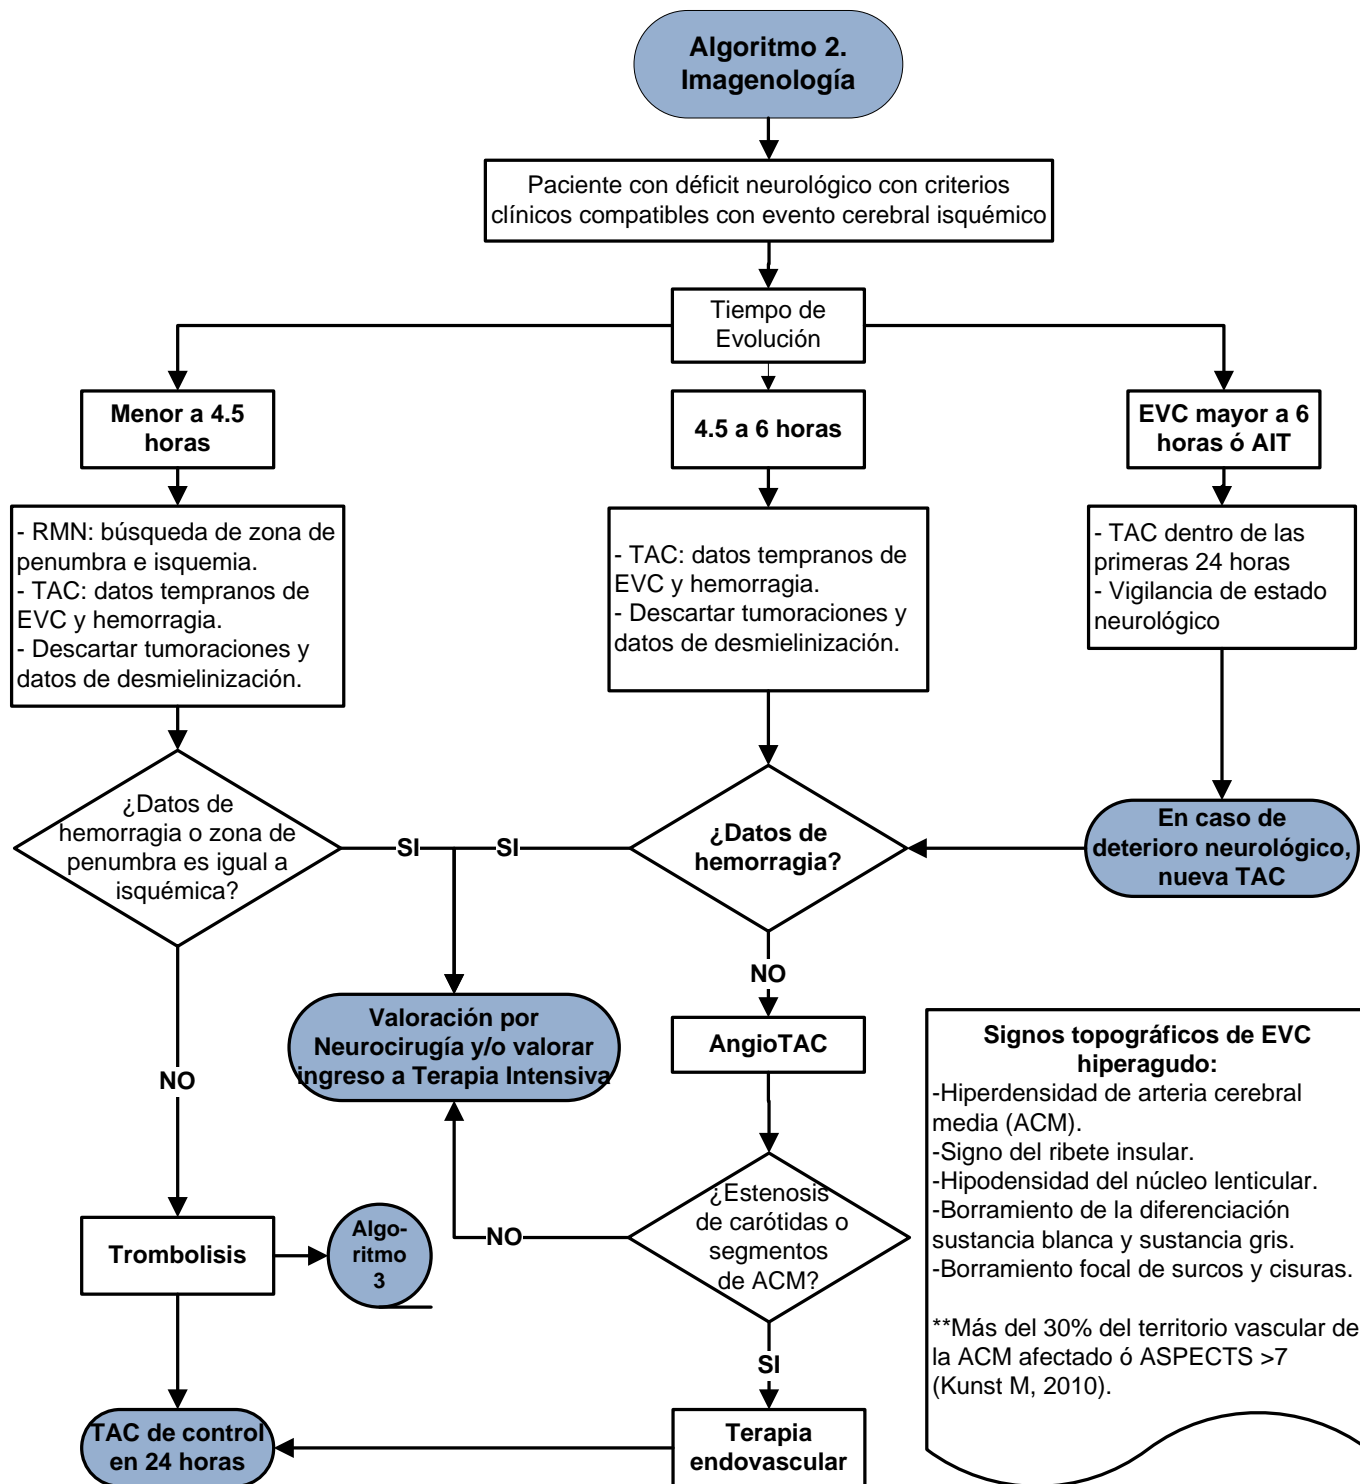 Algoritmo 2.
Imagenología
Paciente con déficit neurológico con criterios
clínicos compatibles con evento cerebral isquémico
Tiempo de
Evolución
Menor a 4.5
horas
4.5 a 6 horas
EVC mayor a 6
horas ó AIT
- RMN: búsqueda de zona de
penumbra e isquemia.
- TAC: datos tempranos de
EVC y hemorragia.
- Descartar tumoraciones y
datos de desmielinización.
- TAC: datos tempranos de
EVC y hemorragia.
- Descartar tumoraciones y
datos de desmielinización.
- TAC dentro de las
primeras 24 horas
- Vigilancia de estado
neurológico
¿Datos de
hemorragia o zona de
penumbra es igual a
isquémica?
SI
SI
¿Datos de
hemorragia?
En caso de
deterioro neurológico,
nueva TAC
NO
NO
Valoración por
Neurocirugía y/o valorar
ingreso a Terapia Intensiva
AngioTAC
¿Estenosis
de carótidas o
segmentos
de ACM?
NO
Trombolisis
Algo-
ritmo
3
SI
TAC de control
en 24 horas
Terapia
endovascular
Signos topográficos de EVC
hiperagudo:
-Hiperdensidad de arteria cerebral
media (ACM).
-Signo del ribete insular.
-Hipodensidad del núcleo lenticular.
-Borramiento de la diferenciación
sustancia blanca y sustancia gris.
-Borramiento focal de surcos y cisuras.
**Más del 30% del territorio vascular de
la ACM afectado ó ASPECTS >7
(Kunst M, 2010).